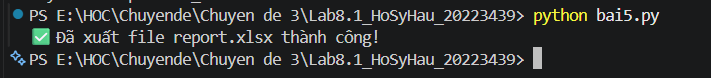 PS E:\HOC\Chuyende\Chuyen de 3\Lab8.1_HoSyHau_20223439> python bai5.py
✅ Đã xuất file report.xlsx thành công!
PS E:\HOC\Chuyende\Chuyen de 3\Lab8.1_HoSyHau_20223439>